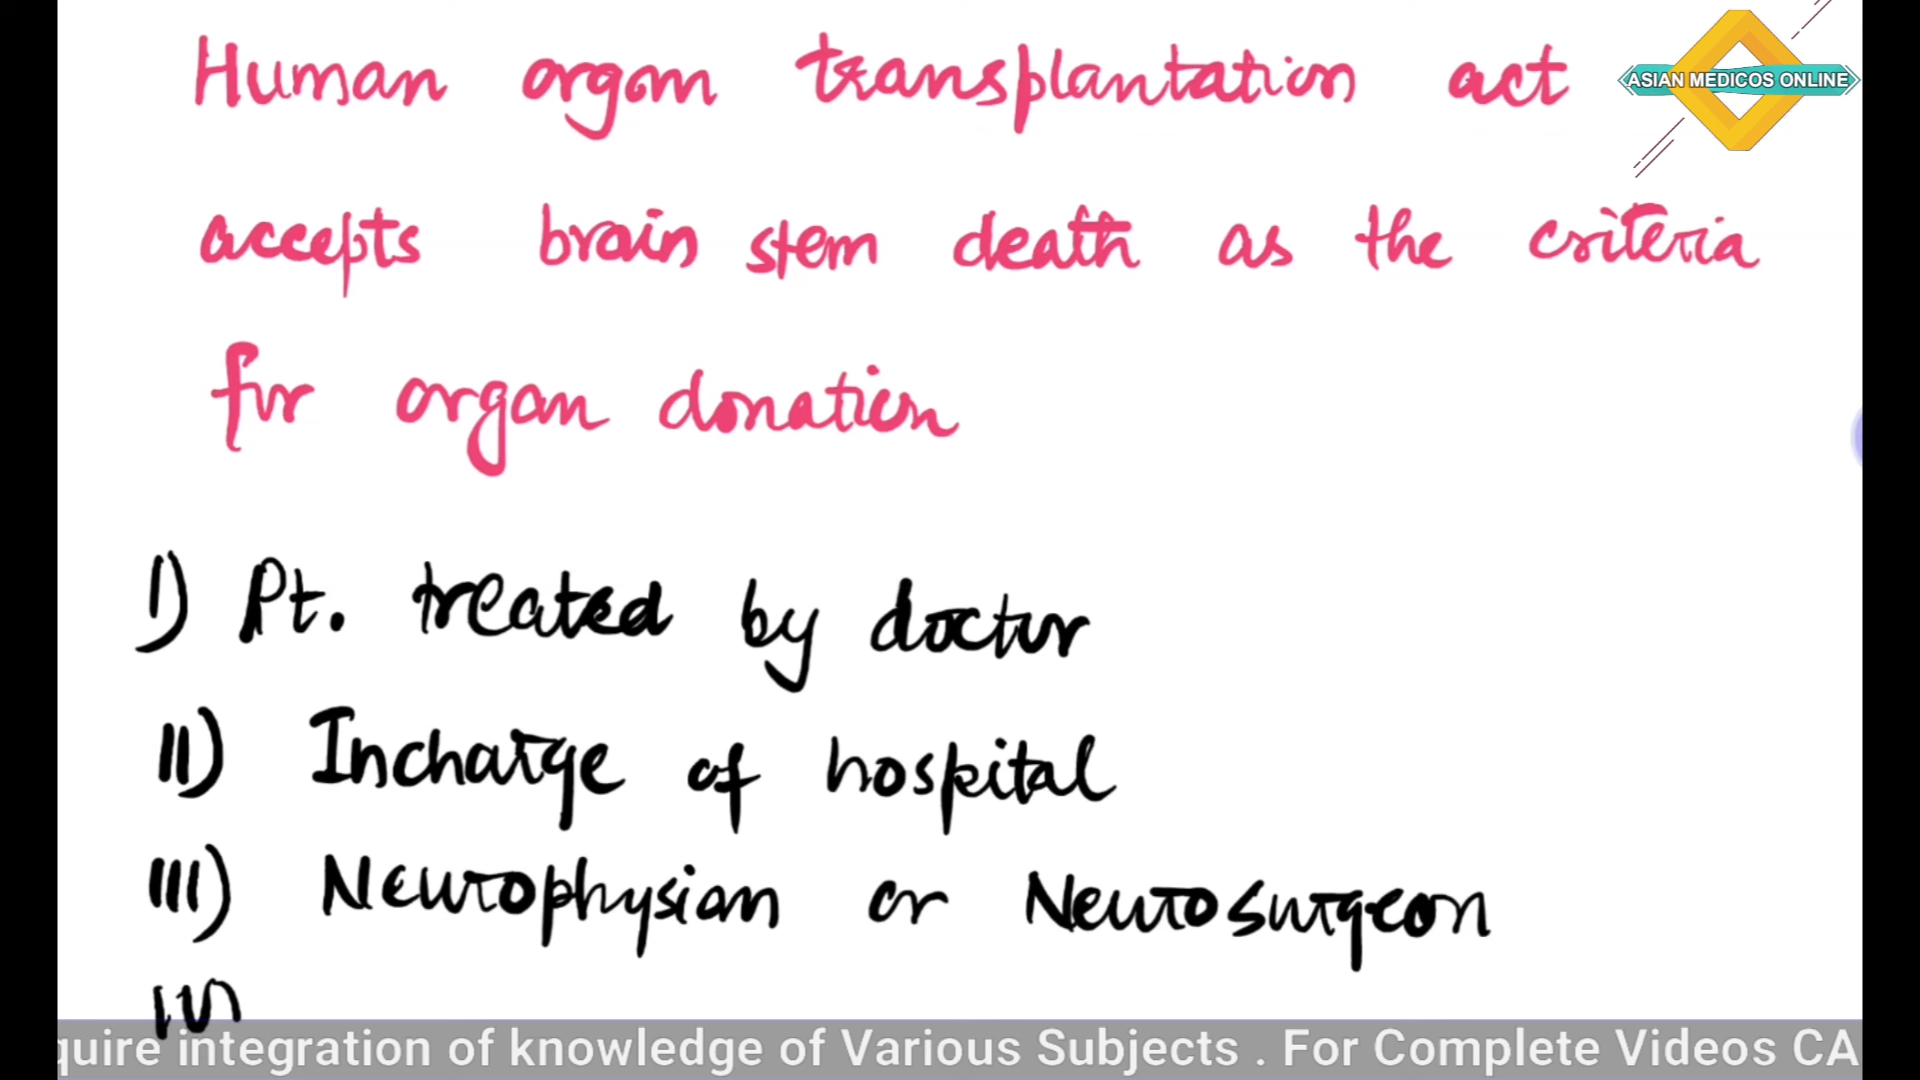 Human organ transplantation act
ASIAN MEDICOS ONLINE
accepts brain stem death as the criteria
for organ donation
I) Pt. treated by doctor
II) Incharge of hospital
III) Neurophysian or Neurosurgeon
IV)
quire integration of knowledge of Various Subjects . For Complete Videos CA